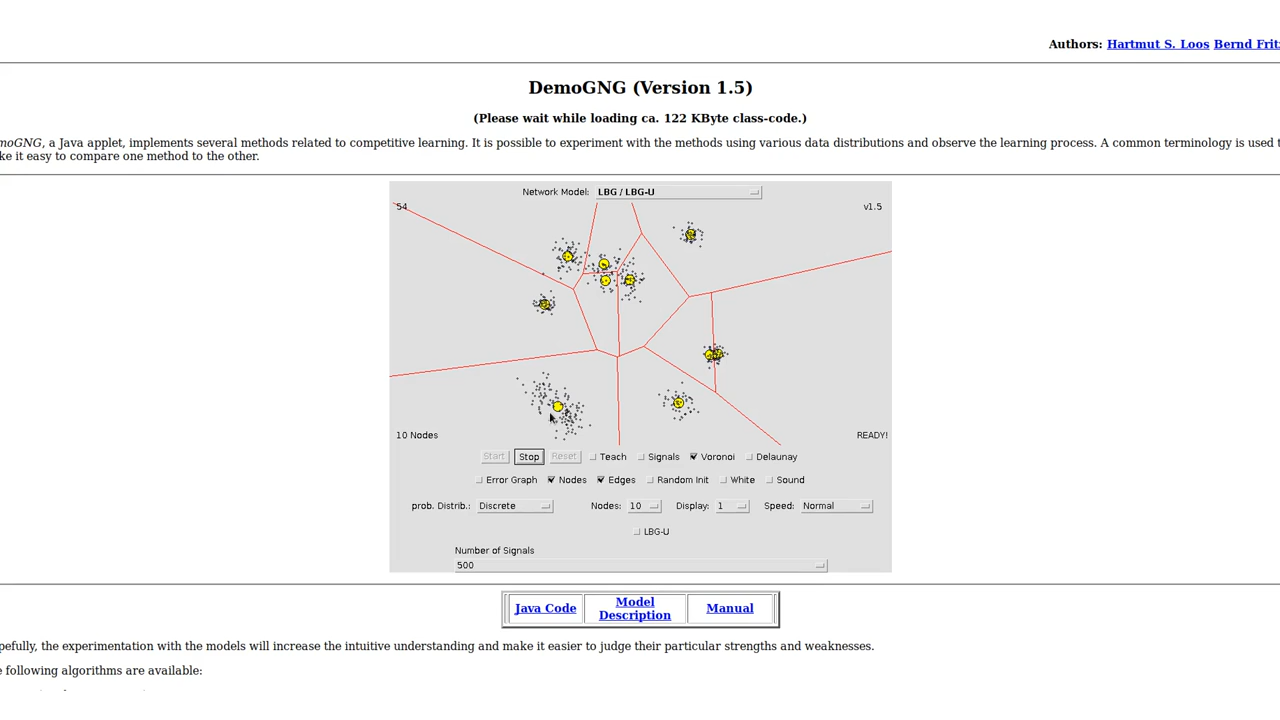 Authors: Hartmut S. Loos Bernd
DemoGNG (Version 1.5)
(Please wait while loading ca. 122 KByte class-code.)
moGNG, a Java applet, implements several methods related to competitive learning. It is possible to experiment with the methods using various data distributions and observe the learning process. A common terminology is used
ke it easy to compare one method to the other.
Network Model: LBG / LBG-U
54
v1.5
10 Nodes
READY!
Start Stop Reset Teach Signals Voronoi Delaunay
Error Graph Nodes Edges Random Init White Sound
prob. Distrib.: Discrete Nodes: 10 Display: 1 Speed: Normal
LBG-U
Number of Signals
500
Java Code Model Description Manual
pefully, the experimentation with the models will increase the intuitive understanding and make it easier to judge their particular strengths and weaknesses.
e following algorithms are available: